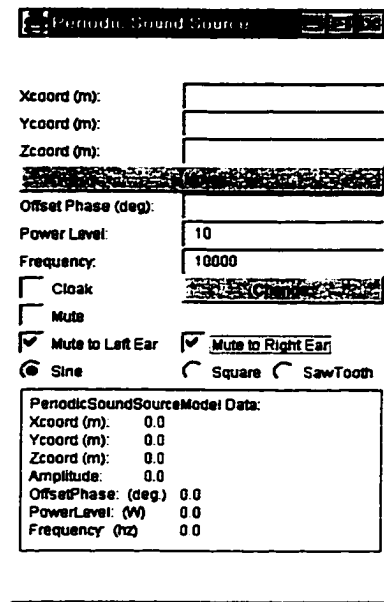 Periodic Sound Source
Xcoord (m):
Ycoord (m):
Zcoord (m):
Offset Phase (deg):
Power Level: 10
Frequency: 10000
Cloak Change
Mute
Mute to Left Ear Mute to Right Ear
Sine Square SawTooth
PeriodicSoundSourceModel Data:
Xcoord (m): 0.0
Ycoord (m): 0.0
Zcoord (m): 0.0
Amplitude: 0.0
OffsetPhase: (deg.) 0.0
PowerLevel: (W) 0.0
Frequency: (hz) 0.0